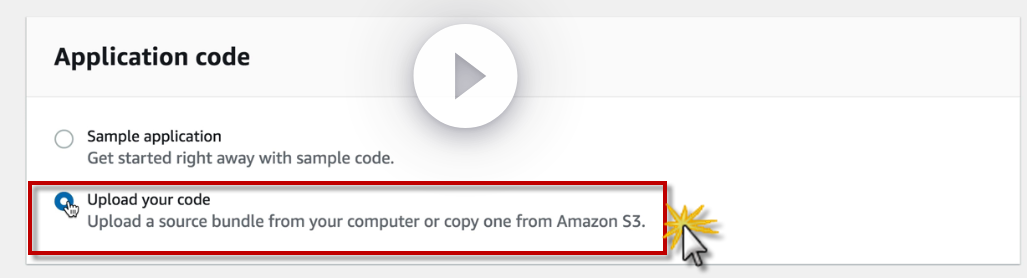 Application code
Sample application
Get started right away with sample code.
Upload your code
Upload a source bundle from your computer or copy one from Amazon S3.